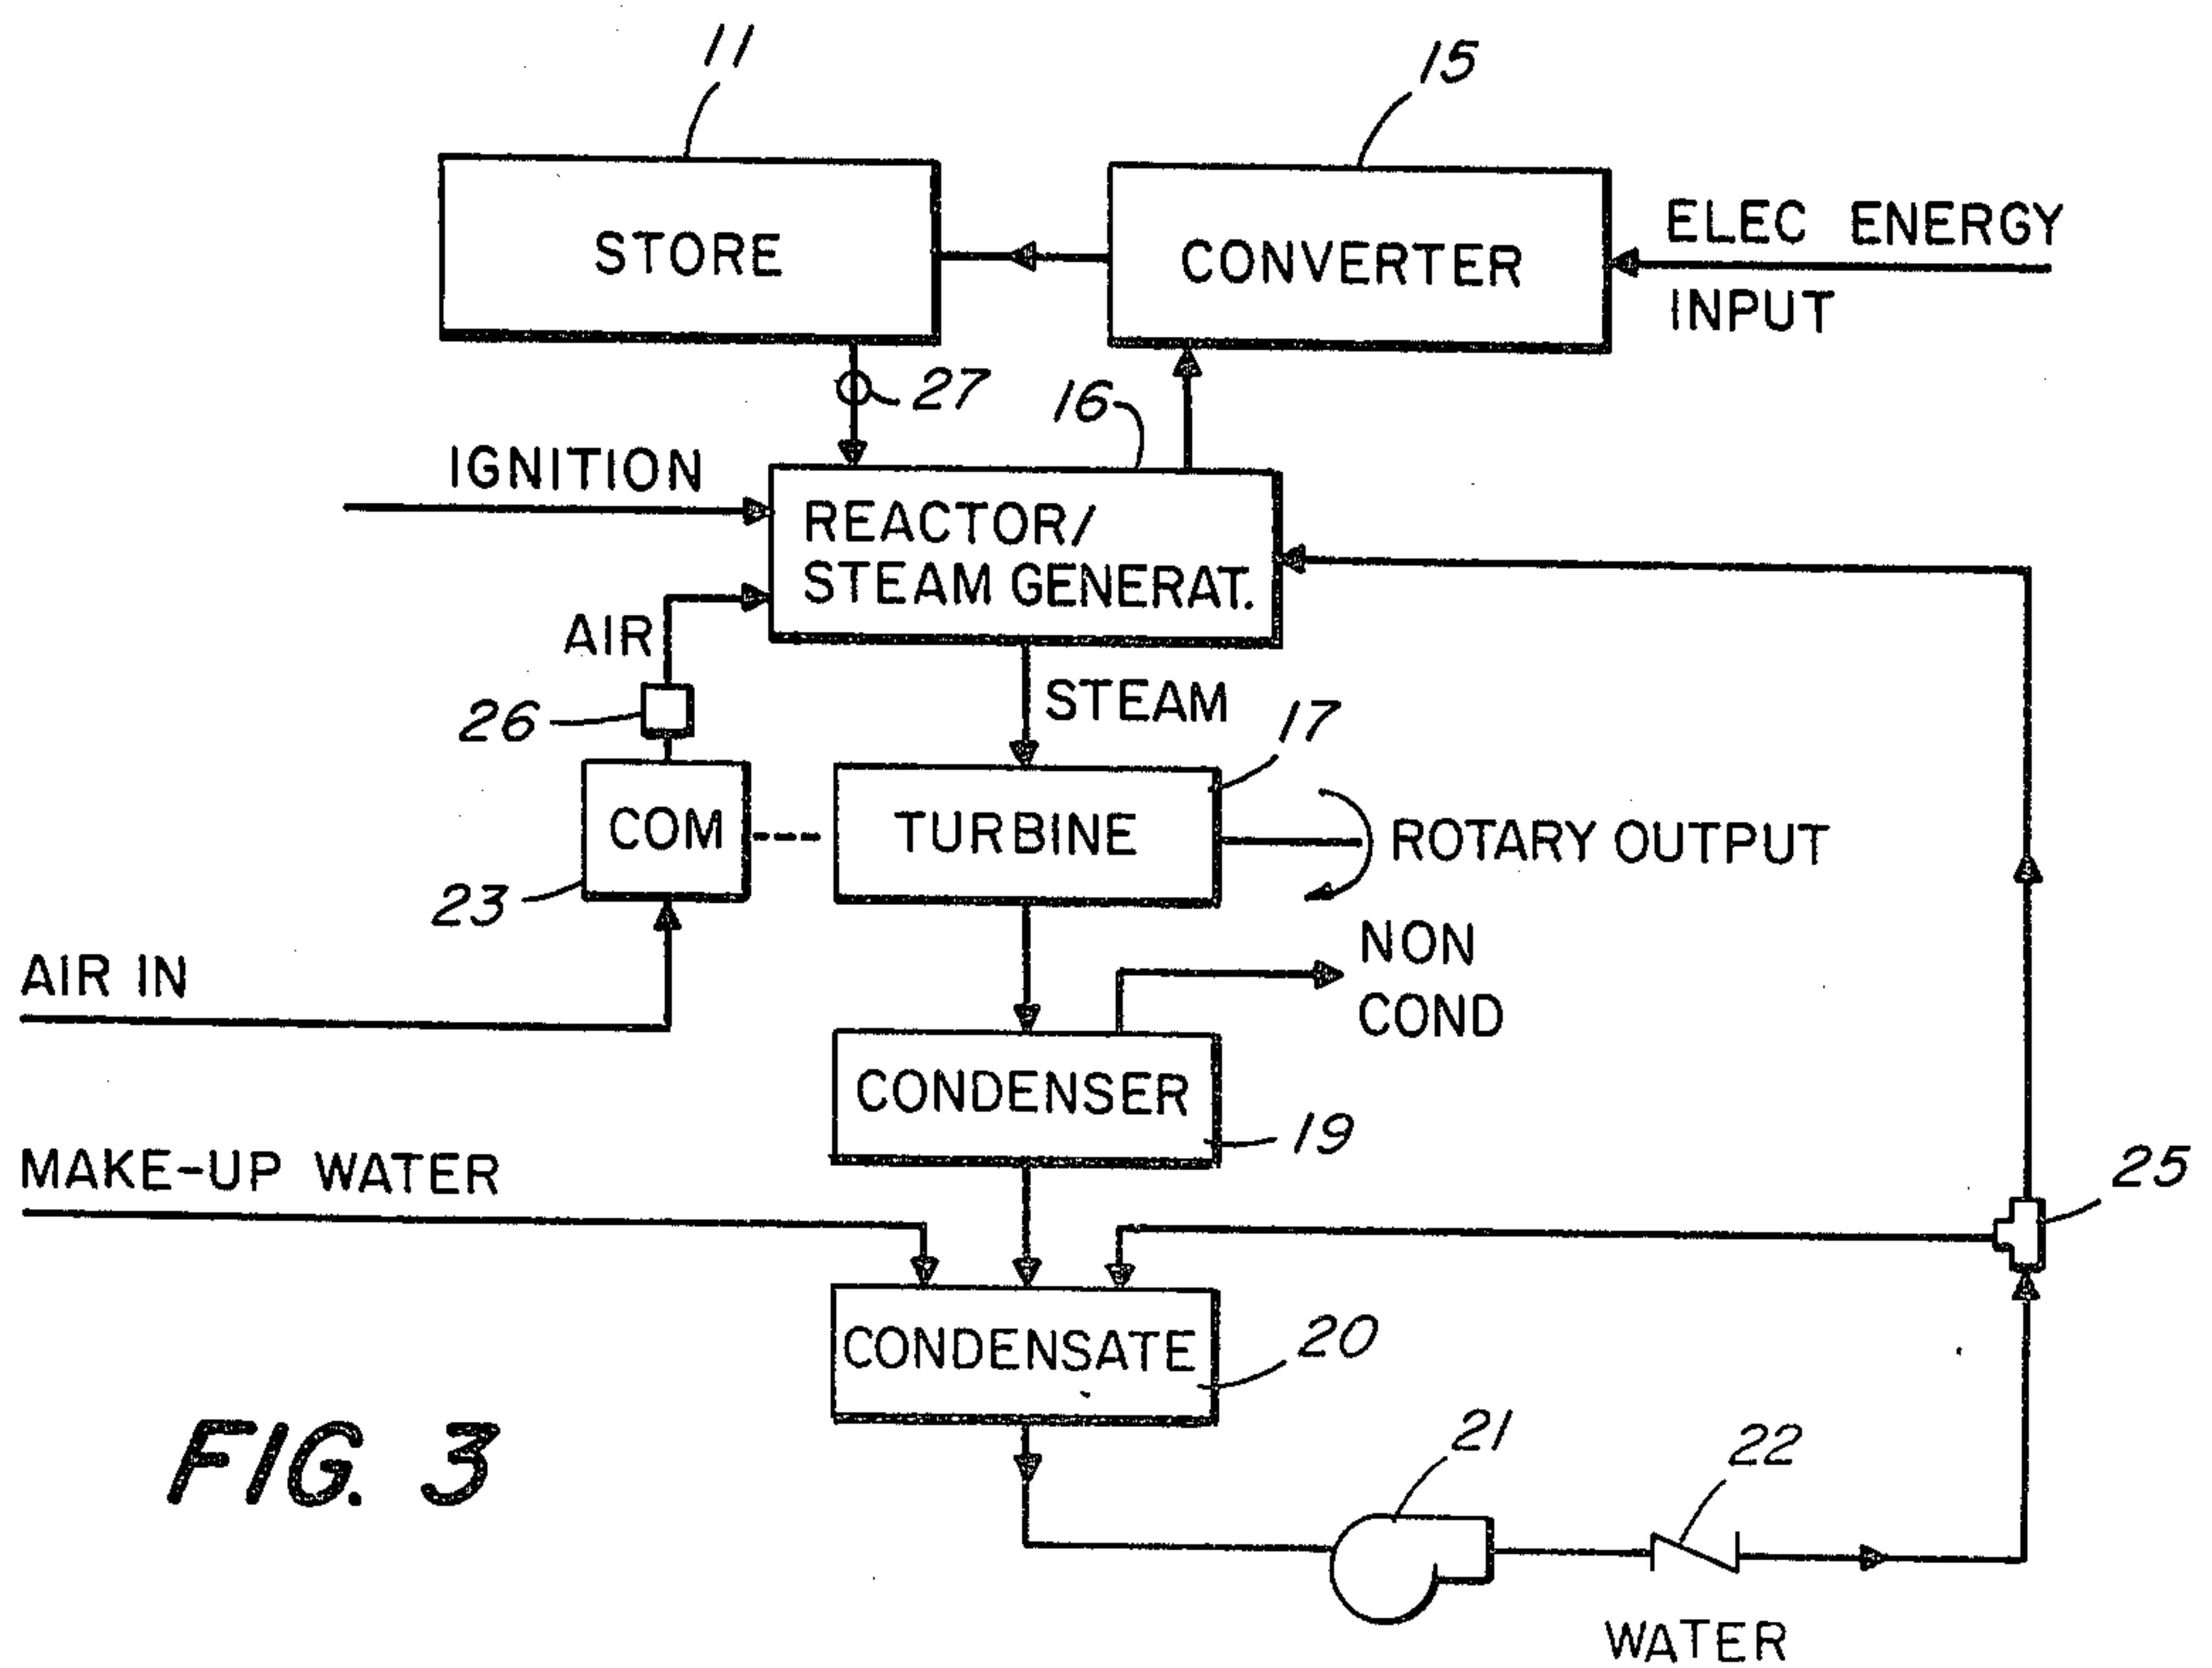 11
15
STORE
CONVERTER
ELEC ENERGY
INPUT
27
16
IGNITION
REACTOR/
STEAM GENERAT.
AIR
STEAM
26
17
COM
TURBINE
ROTARY OUTPUT
23
NON
COND
AIR IN
CONDENSER
19
MAKE-UP WATER
25
CONDENSATE
20
21
22
WATER
FIG. 3